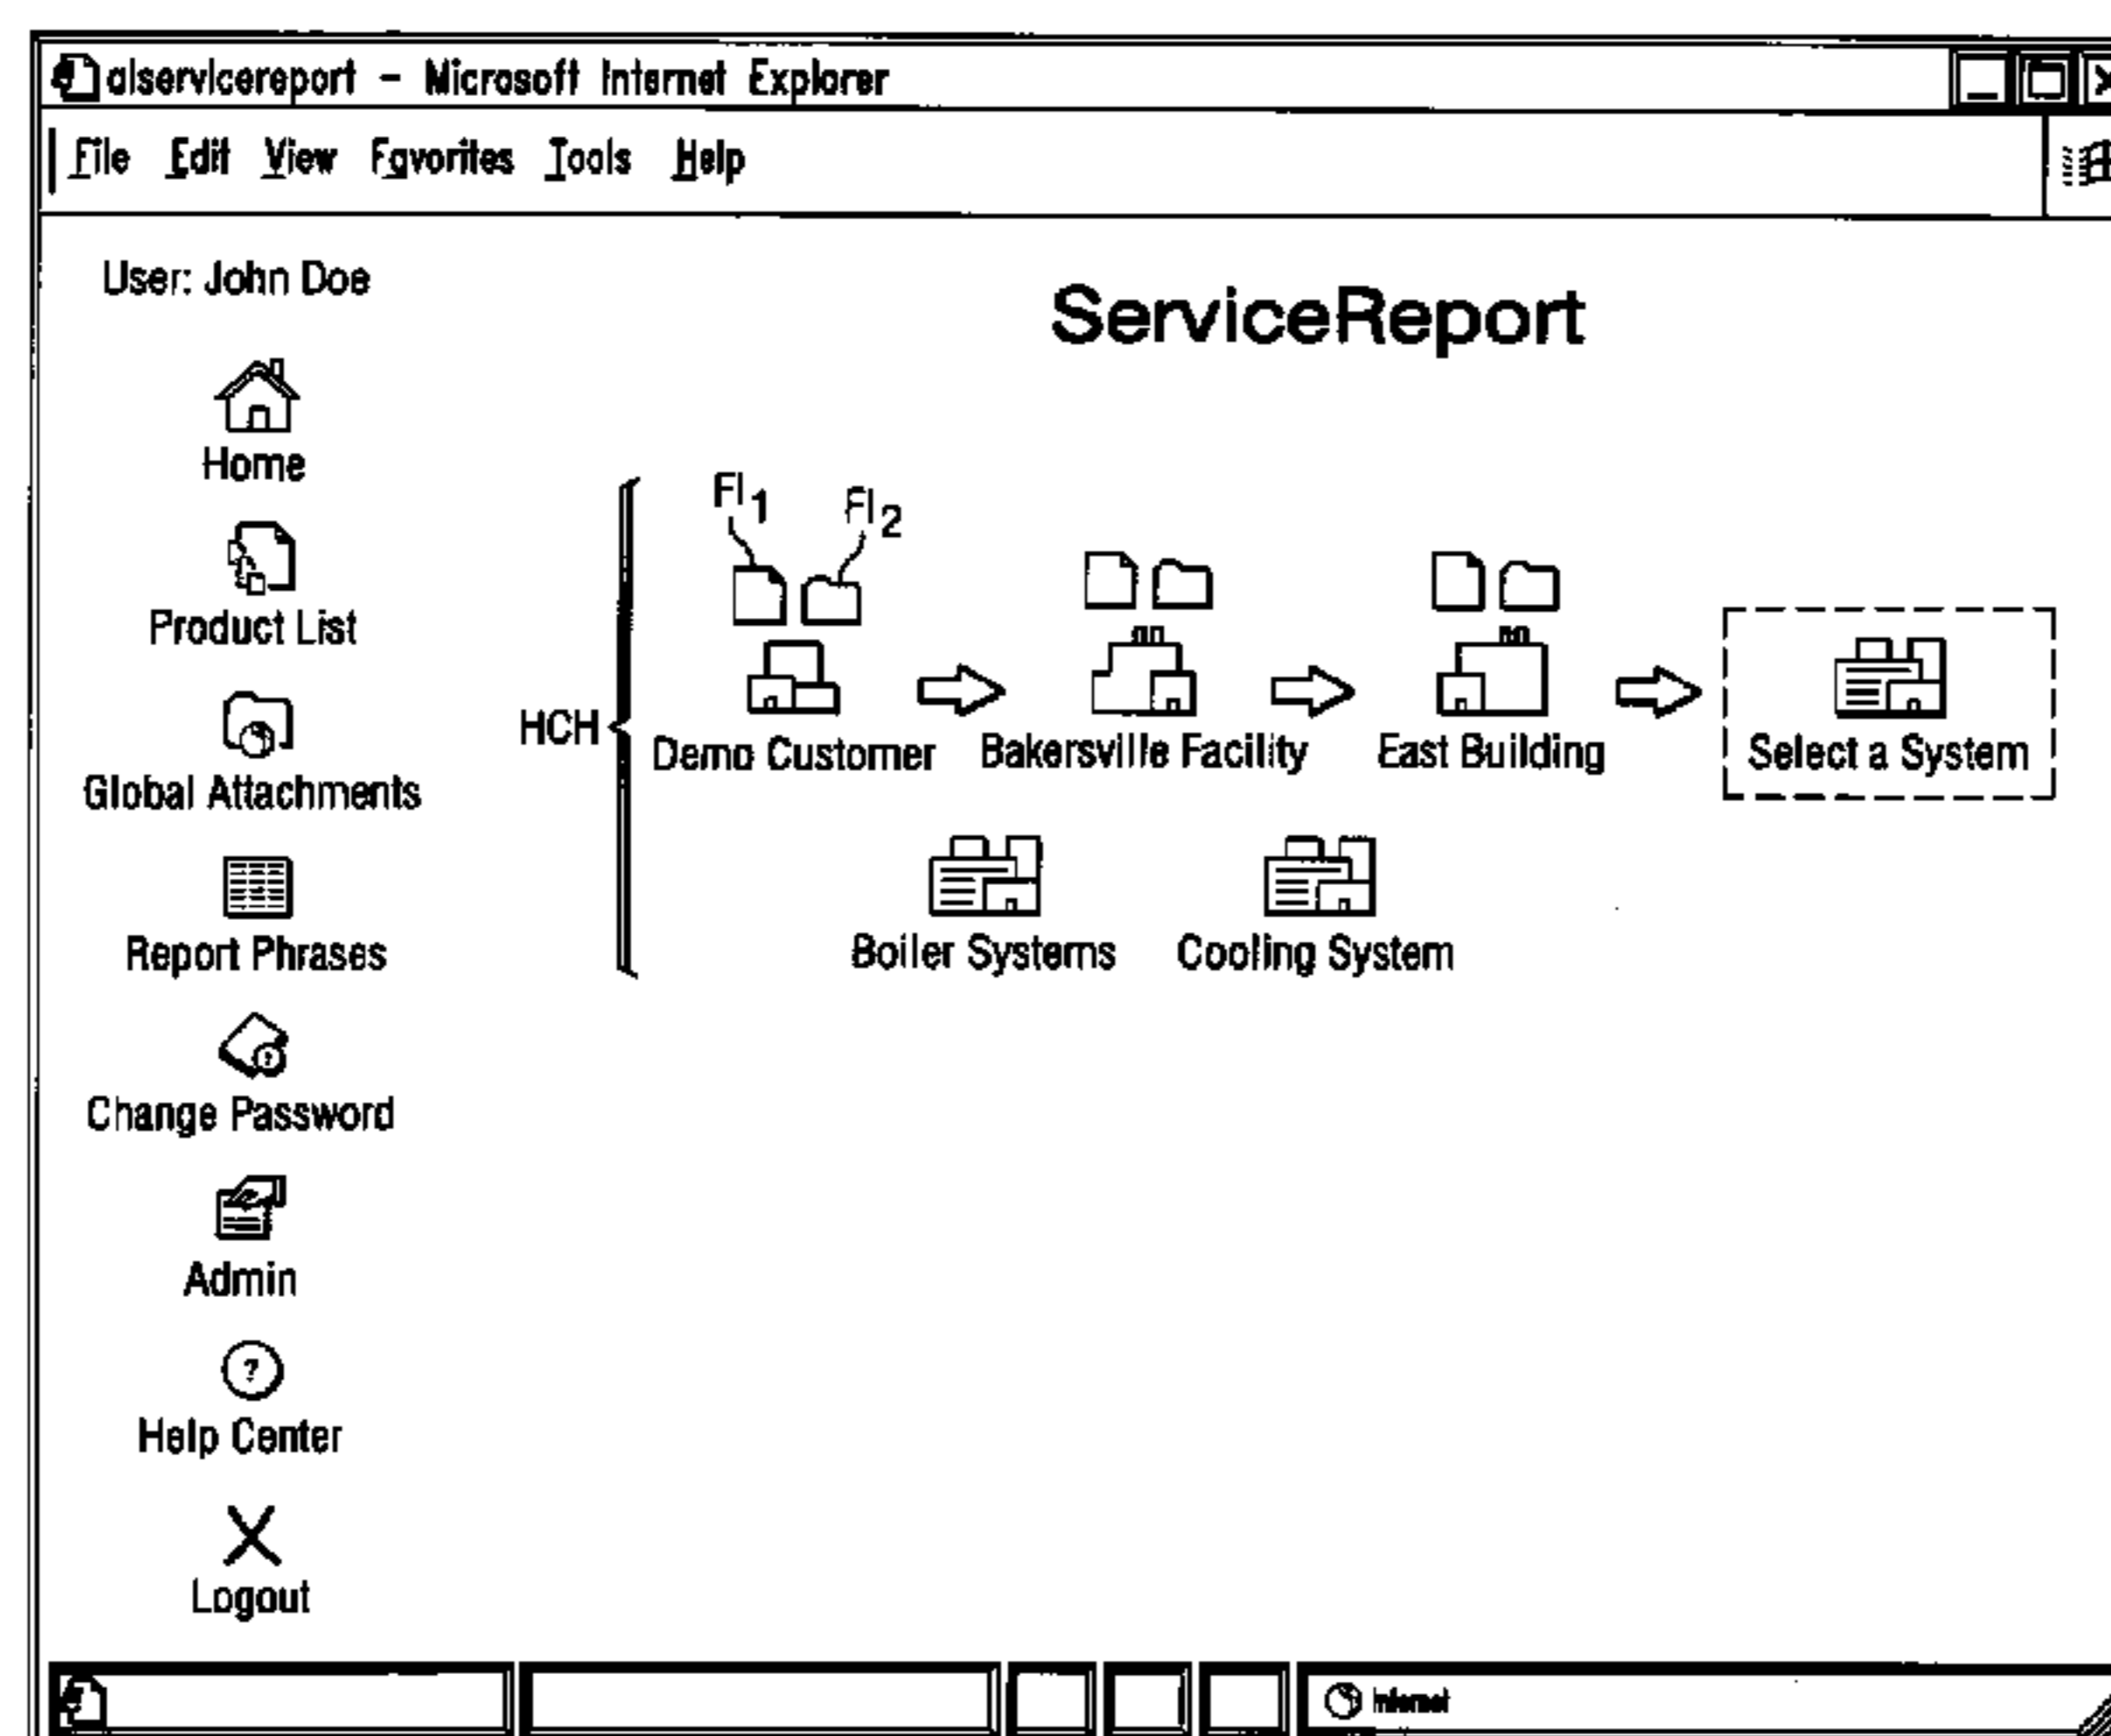 alservicereport - Microsoft Internet Explorer
File Edit View Favorites Tools Help
User: John Doe
ServiceReport
Home
Product List
Global Attachments
Report Phrases
Change Password
Admin
Help Center
Logout
HCH
FI1
FI2
Demo Customer
Bakersville Facility
East Building
Select a System
Boiler Systems
Cooling System
Internet